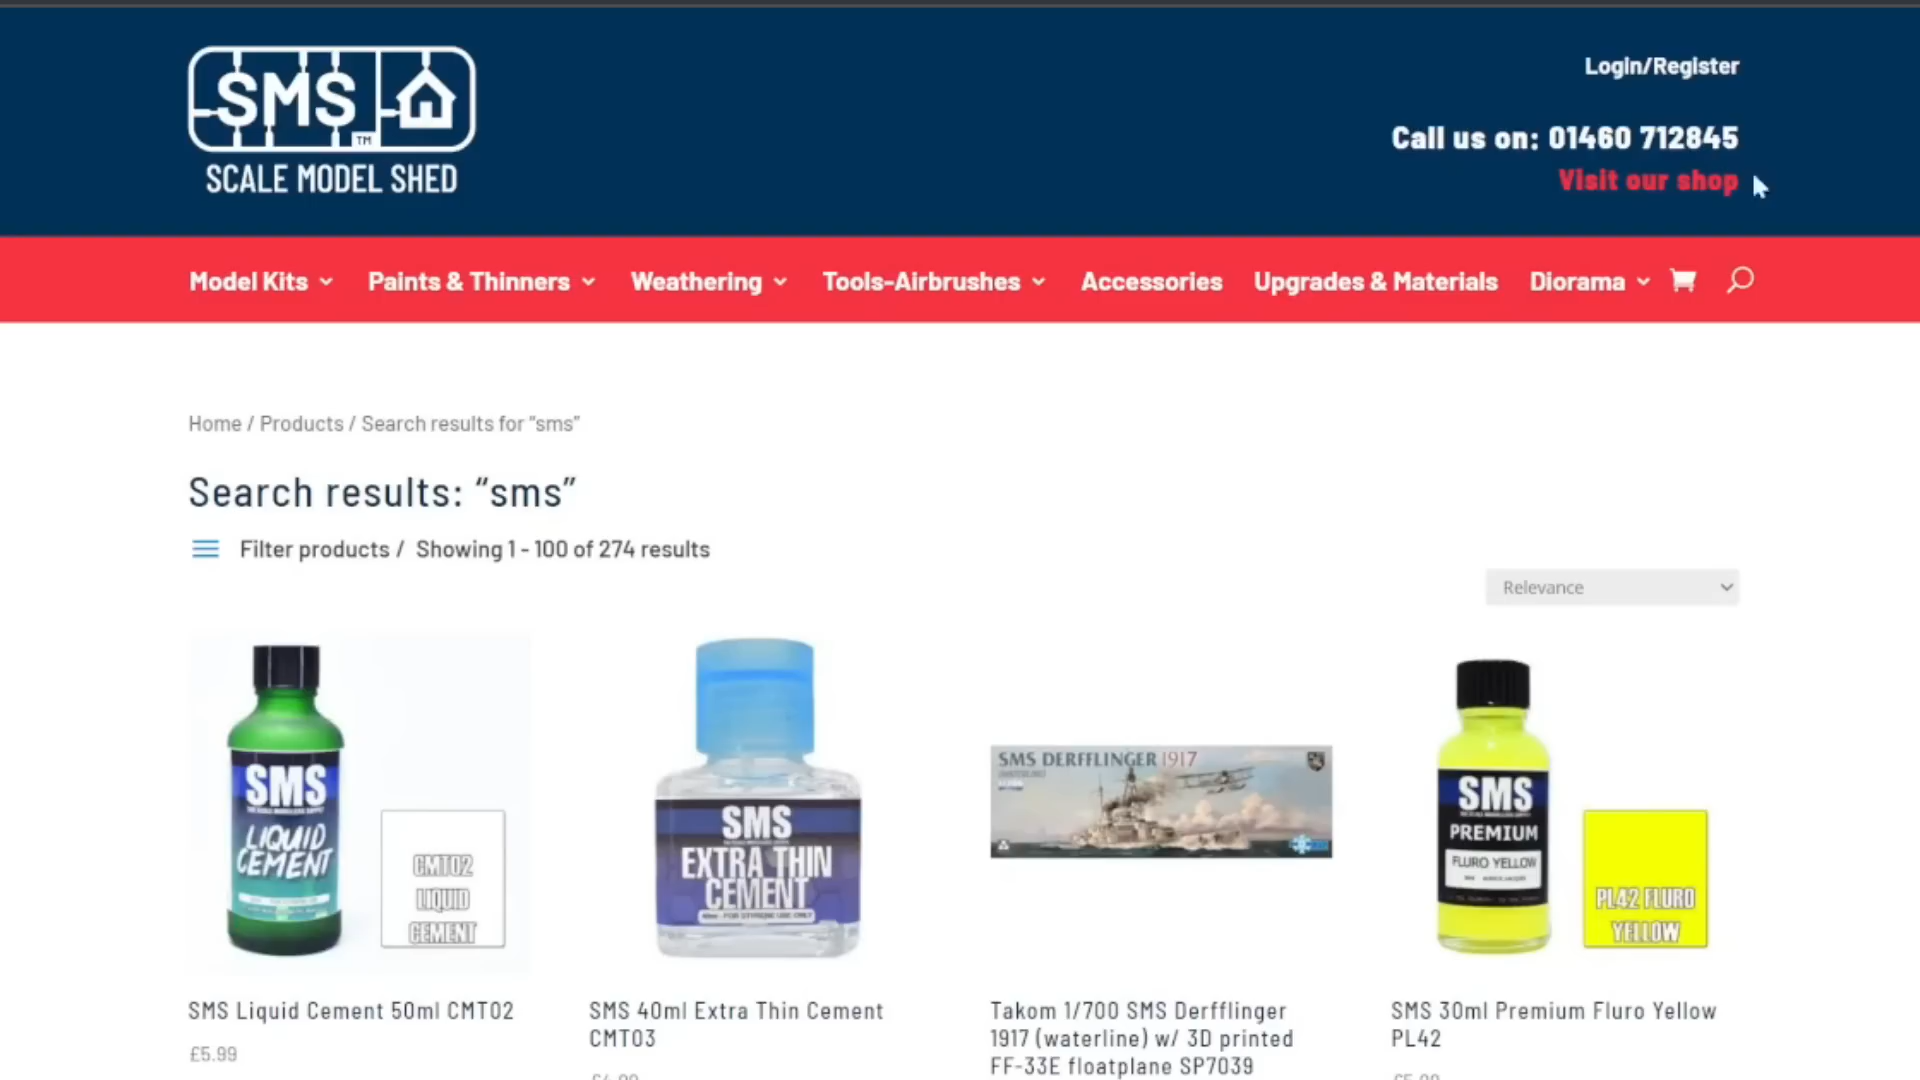 SMS
TM
SCALE MODEL SHED
Login/Register
Call us on: 01460 712845
Visit our shop
Model Kits
Paints & Thinners
Weathering
Tools-Airbrushes
Accessories
Upgrades & Materials
Diorama
Home / Products / Search results for “sms”
Search results: “sms”
Filter products / Showing 1 - 100 of 274 results
Relevance
SMS
LIQUID
CEMENT
CMT02
LIQUID
CEMENT
SMS
EXTRA THIN
CEMENT
SMS DERFFLINGER 1917
SMS
PREMIUM
FLURO YELLOW
PL42 FLURO
YELLOW
SMS Liquid Cement 50ml CMT02
£5.99
SMS 40ml Extra Thin Cement
CMT03
Takom 1/700 SMS Derfflinger
1917 (waterline) w/ 3D printed
FF-33E floatplane SP7039
SMS 30ml Premium Fluro Yellow
PL42